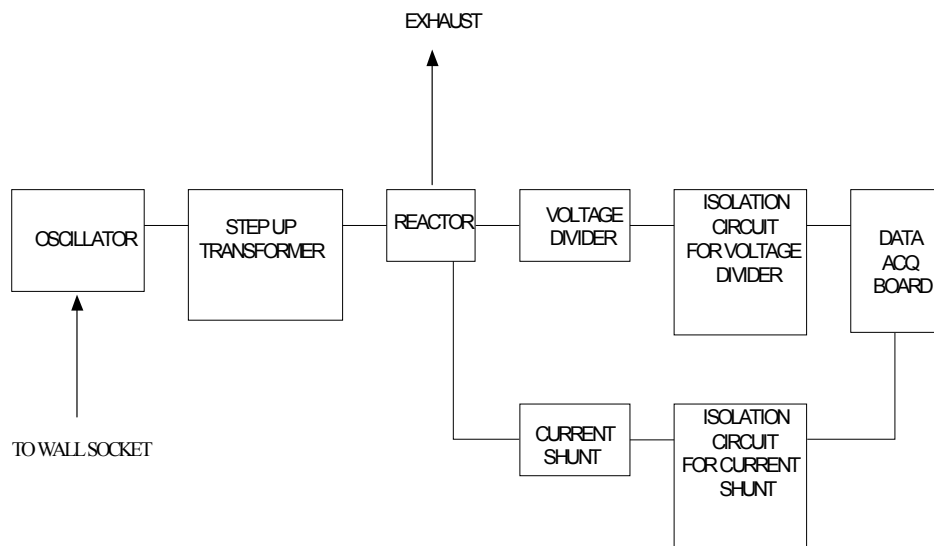 EXHAUST
OSCILLATOR
STEP UP
TRANSFORMER
REACTOR
VOLTAGE
DIVIDER
ISOLATION
CIRCUIT
FOR VOLTAGE
DIVIDER
DATA
ACQ
BOARD
TO WALL SOCKET
CURRENT
SHUNT
ISOLATION
CIRCUIT
FOR CURRENT
SHUNT